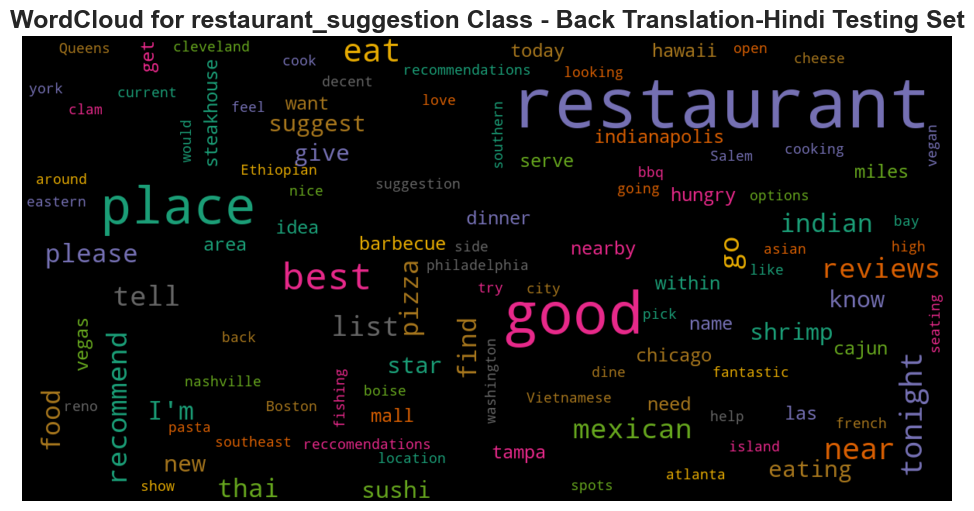 WordCloud for restaurant_suggestion Class - Back Translation-Hindi Testing Set
Queens
get
cleveland
cook
eat
recommendations
today
looking
hawaii
open
cheese
york
clam
current
would
steakhouse
feel
decent
want
suggest
love
southern
restaurant
indianapolis
vegan
give
serve
Salem
cooking
miles
around
eastern
Ethiopian
nice
suggestion
bbq
going
hungry
options
place
idea
dinner
indian
bay
please
area
barbecue
side
nearby
go
asian
high
tell
best
pizza
philadelphia
try
city
within
like
reviews
know
seating
vegas
back
list
find
good
pick
name
shrimp
cajun
recommend
nashville
star
washington
chicago
dine
fantastic
tonight
food
reno
I'm
Boston
fishing
boise
mall
Vietnamese
need
help
las
french
pasta
southeast
reccomendations
location
tampa
mexican
island
near
new
show
thai
sushi
spots
atlanta
eating